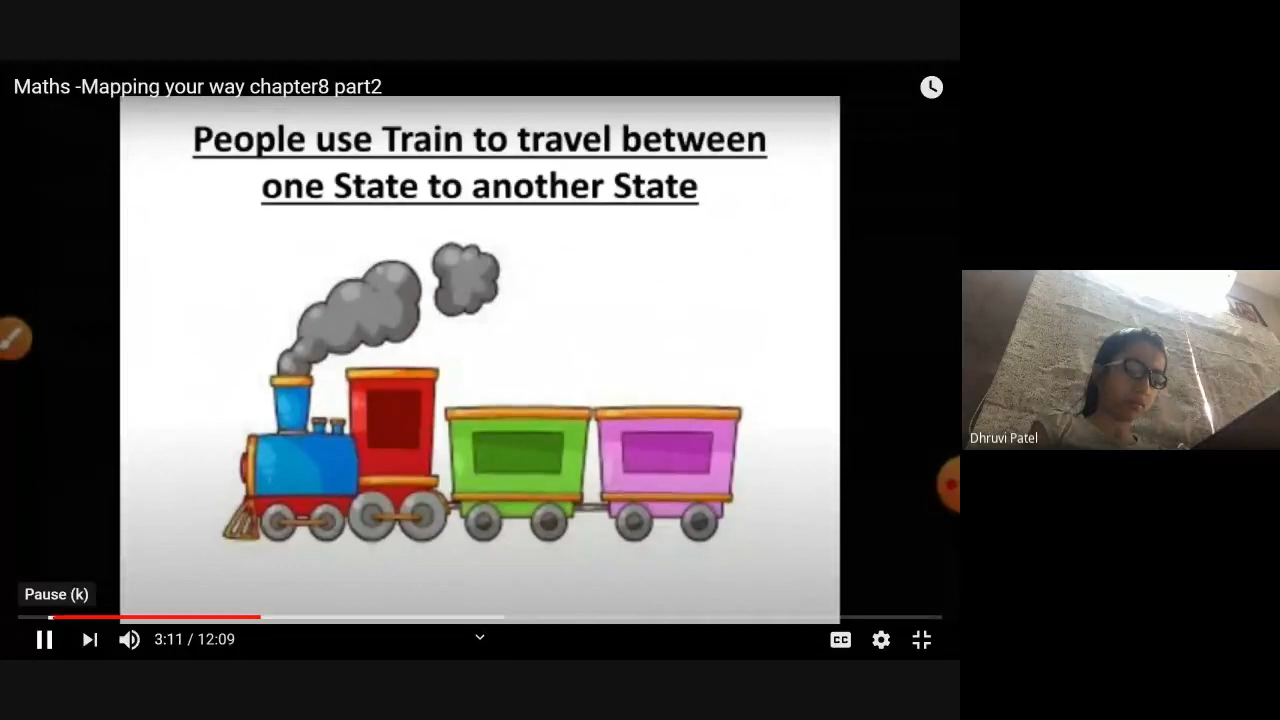 Maths -Mapping your way chapter8 part2
People use Train to travel between
one State to another State
Dhruvi Patel
Pause (k)
3:11 / 12:09
CC